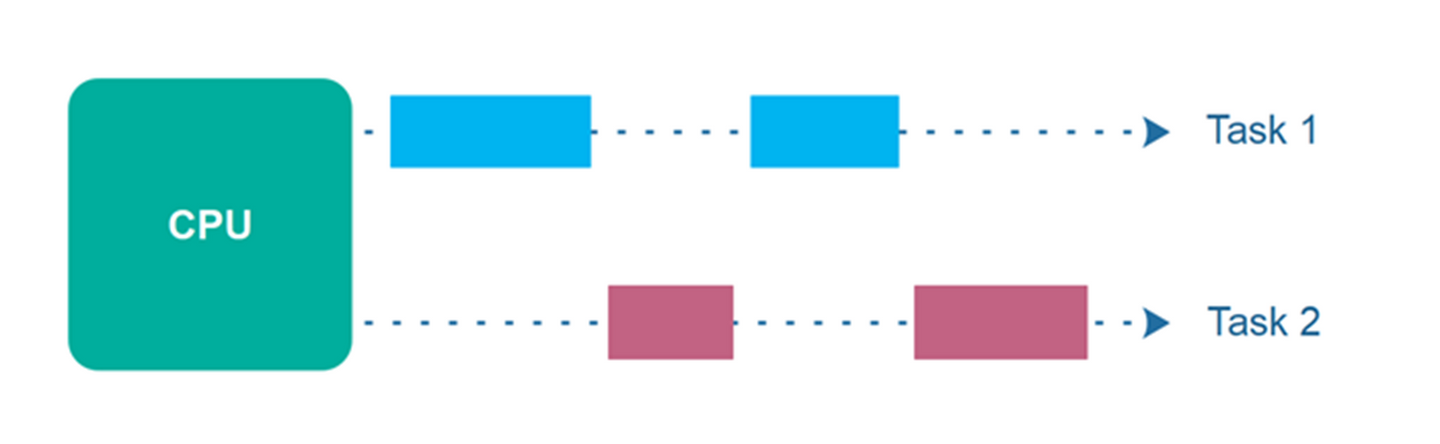 Task 1
CPU
Task 2